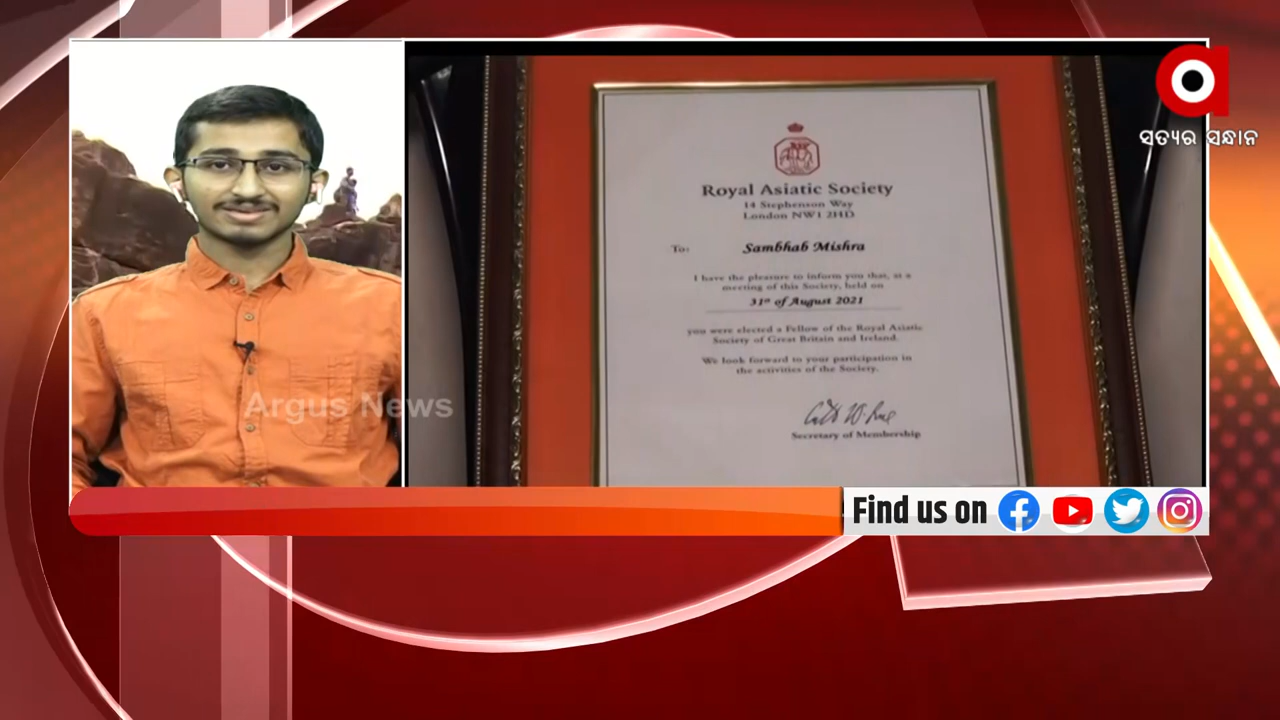 ସତ୍ୟର ସନ୍ଧାନ
Royal Asiatic Society
14 Stephenson Way
London NW1 2HD
To: Sambhab Mishra
I have the pleasure to inform you that, at a
meeting of this Society, held on
31st of August 2021
you were elected a Fellow of the Royal Asiatic
Society of Great Britain and Ireland.
We look forward to your participation in
the activities of the Society.
Secretary of Membership
Argus News
Find us on